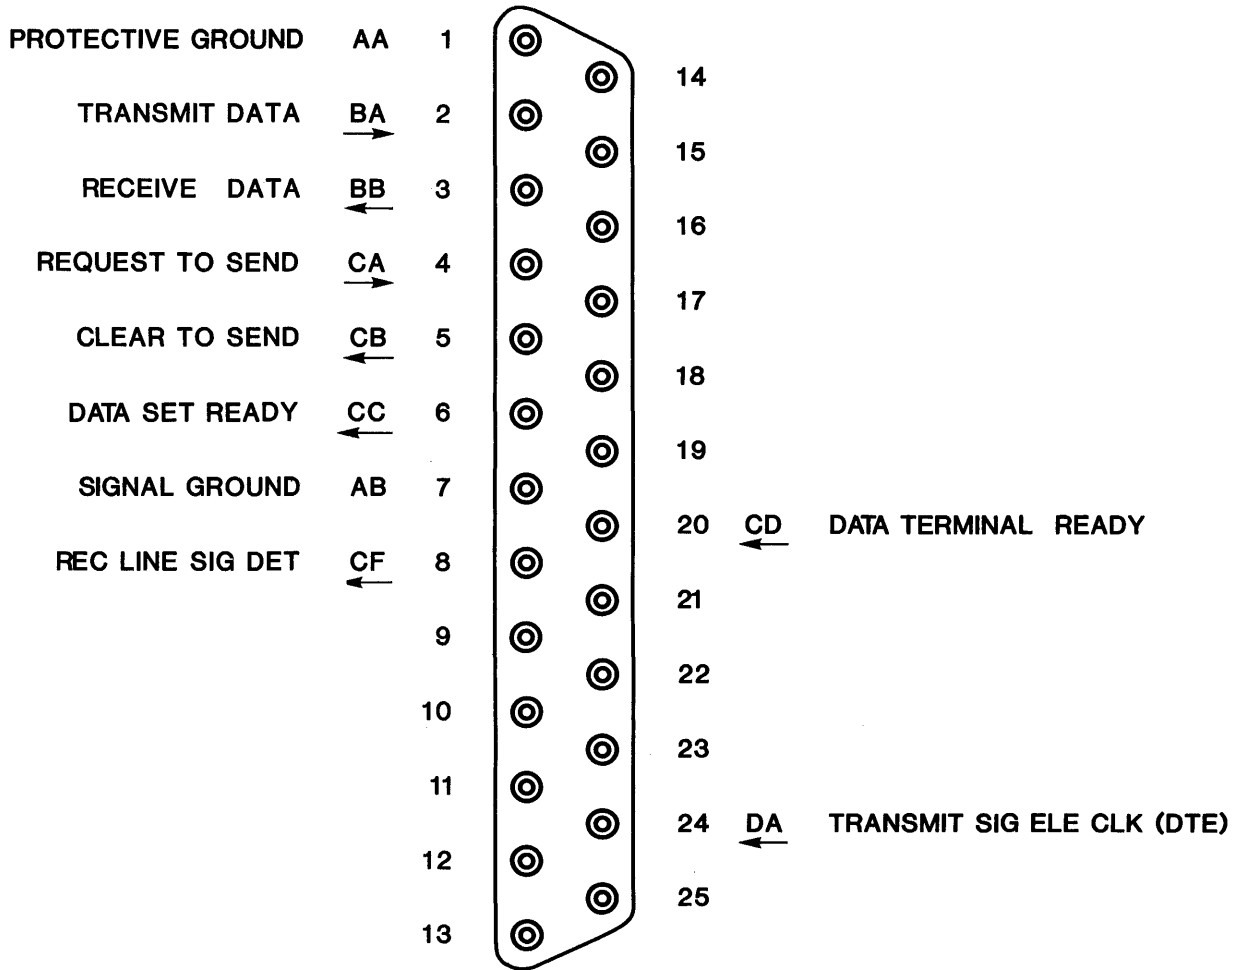 PROTECTIVE GROUND AA 1
14
TRANSMIT DATA BA 2
15
RECEIVE DATA BB 3
16
REQUEST TO SEND CA 4
17
CLEAR TO SEND CB 5
18
DATA SET READY CC 6
19
SIGNAL GROUND AB 7
20 CD DATA TERMINAL READY
REC LINE SIG DET CF 8
21
9
22
10
23
11
24 DA TRANSMIT SIG ELE CLK (DTE)
12
25
13